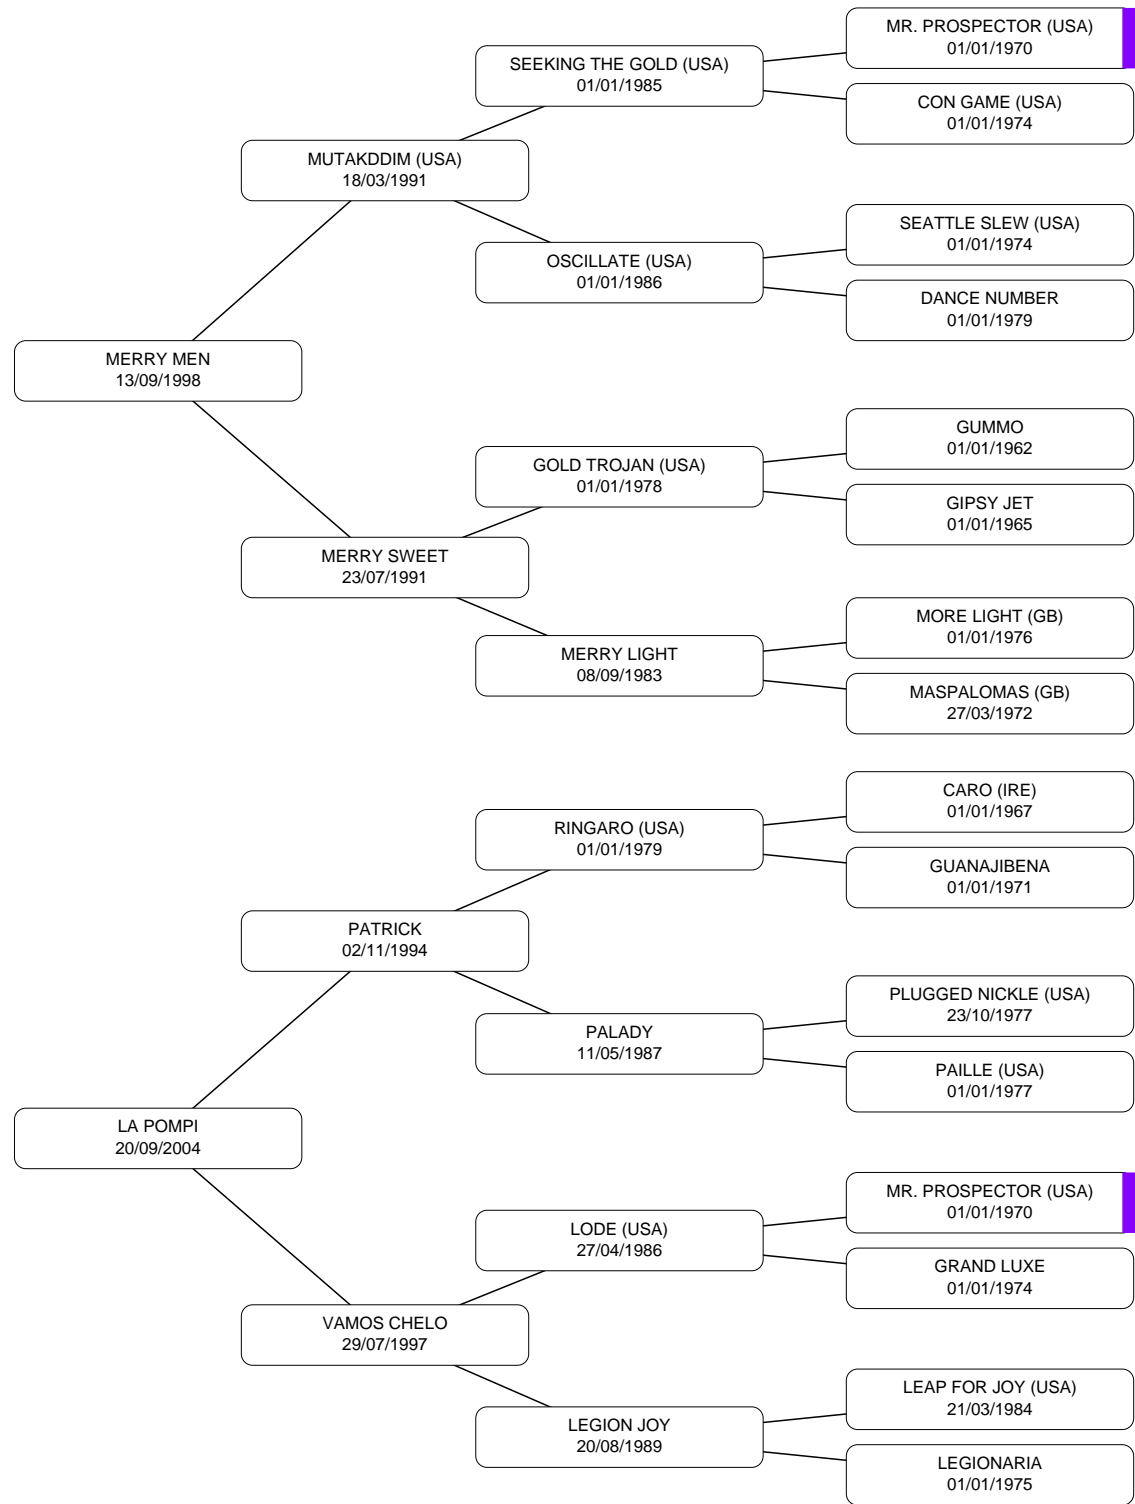 MR. PROSPECTOR (USA)
01/01/1970
SEEKING THE GOLD (USA)
01/01/1985
CON GAME (USA)
01/01/1974
MUTAKDDIM (USA)
18/03/1991
SEATTLE SLEW (USA)
01/01/1974
OSCILLATE (USA)
01/01/1986
DANCE NUMBER
01/01/1979
MERRY MEN
13/09/1998
GUMMO
01/01/1962
GOLD TROJAN (USA)
01/01/1978
GIPSY JET
01/01/1965
MERRY SWEET
23/07/1991
MORE LIGHT (GB)
01/01/1976
MERRY LIGHT
08/09/1983
MASPALOMAS (GB)
27/03/1972
CARO (IRE)
01/01/1967
RINGARO (USA)
01/01/1979
GUANAJIBENA
01/01/1971
PATRICK
02/11/1994
PLUGGED NICKLE (USA)
23/10/1977
PALADY
11/05/1987
PAILLE (USA)
01/01/1977
LA POMPI
20/09/2004
MR. PROSPECTOR (USA)
01/01/1970
LODE (USA)
27/04/1986
GRAND LUXE
01/01/1974
VAMOS CHELO
29/07/1997
LEAP FOR JOY (USA)
21/03/1984
LEGION JOY
20/08/1989
LEGIONARIA
01/01/1975